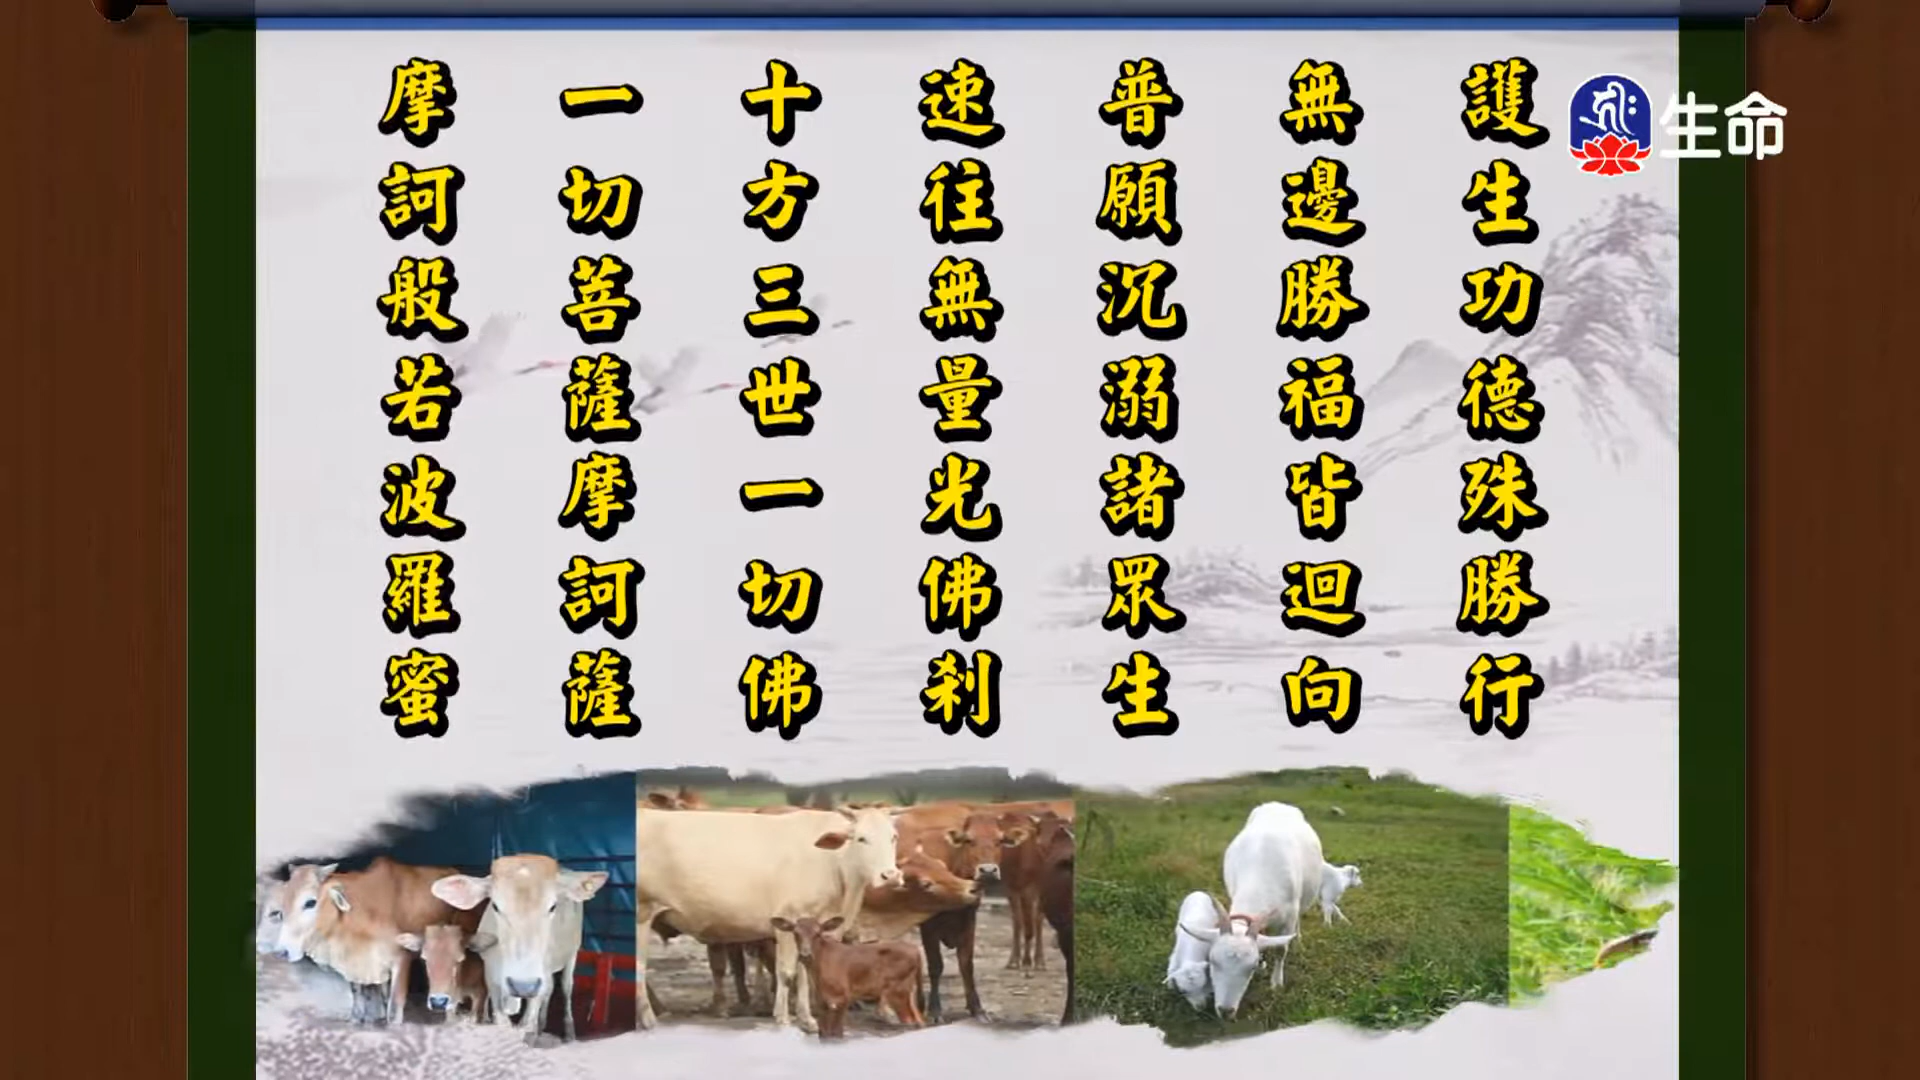 護生功德殊勝行
無邊勝福皆迴向
普願沉溺諸眾生
速往無量光佛剎
十方三世一切佛
一切菩薩摩訶薩
摩訶般若波羅蜜
生命